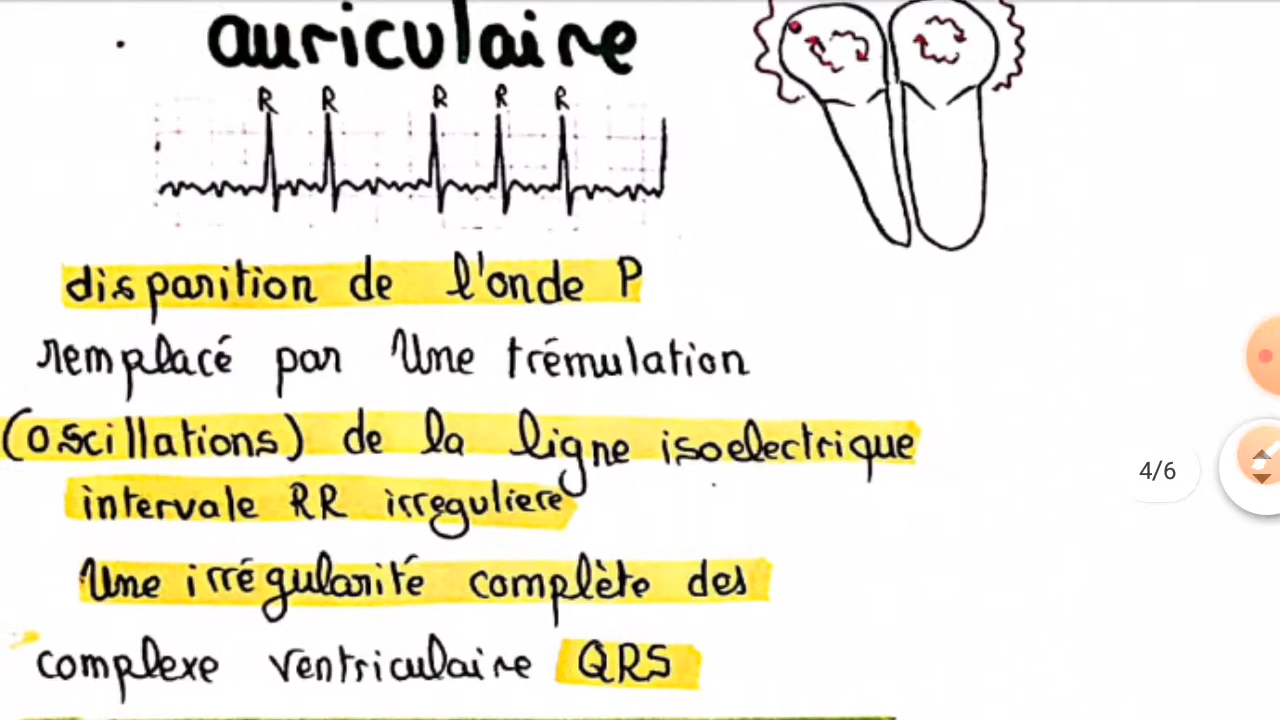 auriculaire
R R R R R
disparition de l'onde P
remplacé par Une trémulation
(oscillations) de la ligne isoelectrique
intervale RR irreguliere
4/6
Une irrégularité complète des
complexe ventriculaire QRS